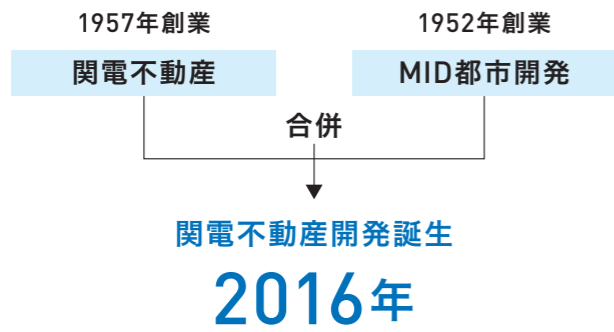 1957年創業
関電不動産
1952年創業
MID都市開発
合併
関電不動産開発誕生
2016年